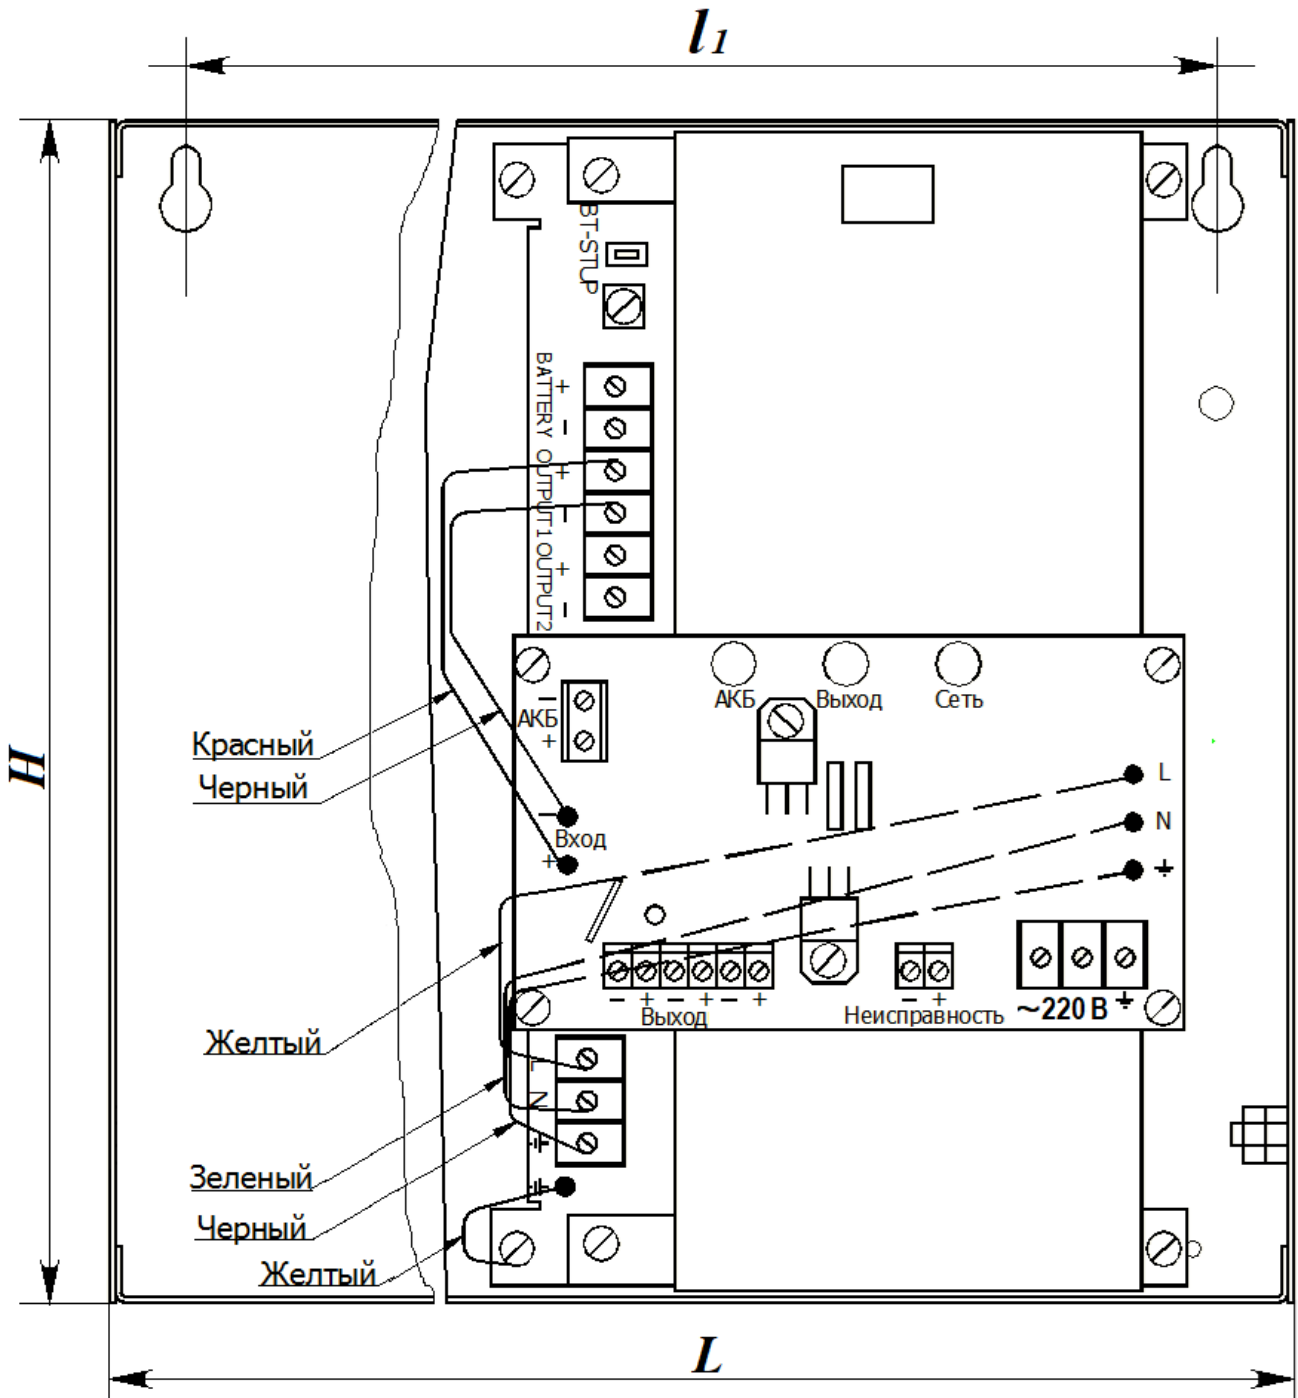 l1
BT-STUP
BATTERY OUTPUT1 OUTPUT2
+
−
+
−
+
−
АКБ Выход Сеть
−
АКБ
+
Красный
Черный
H
L
N
−
Вход
+
− + − + − +
Выход
− +
Неисправность
~220 В
Желтый
L
N
Зеленый
Черный
Желтый
L